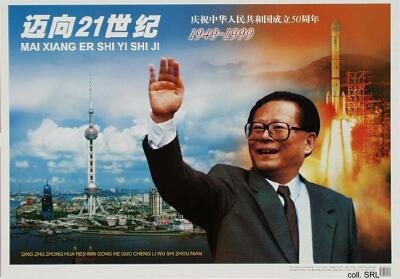 迈向21世纪
MAI XIANG ER SHI YI SHI JI
庆祝中华人民共和国成立50周年
1949~1999
QING ZHU ZHONG HUA REN MIN GONG HE GUO CHENG LI WU SHI ZHOU NIAN
coll. SRL